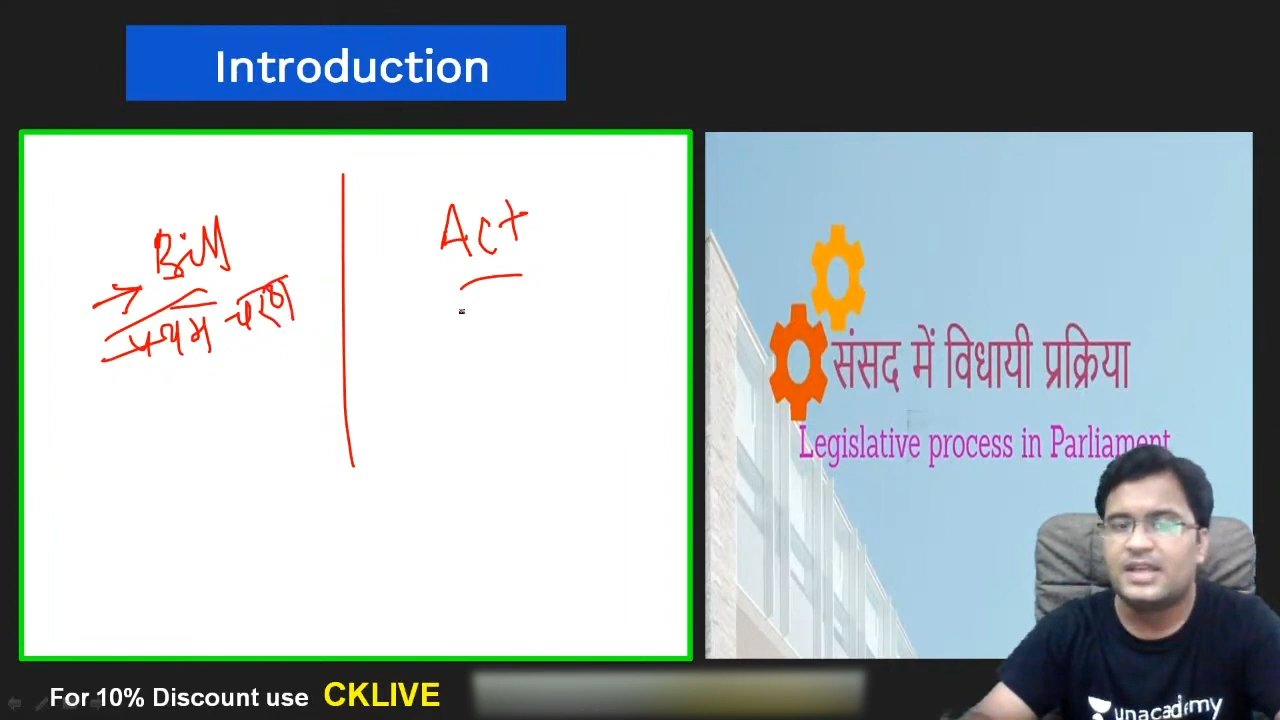 Introduction
Bill
प्रथम चरण
Act
संसद में विधायी प्रक्रिया
Legislative process in Parliament
For 10% Discount use CKLIVE
unacademy